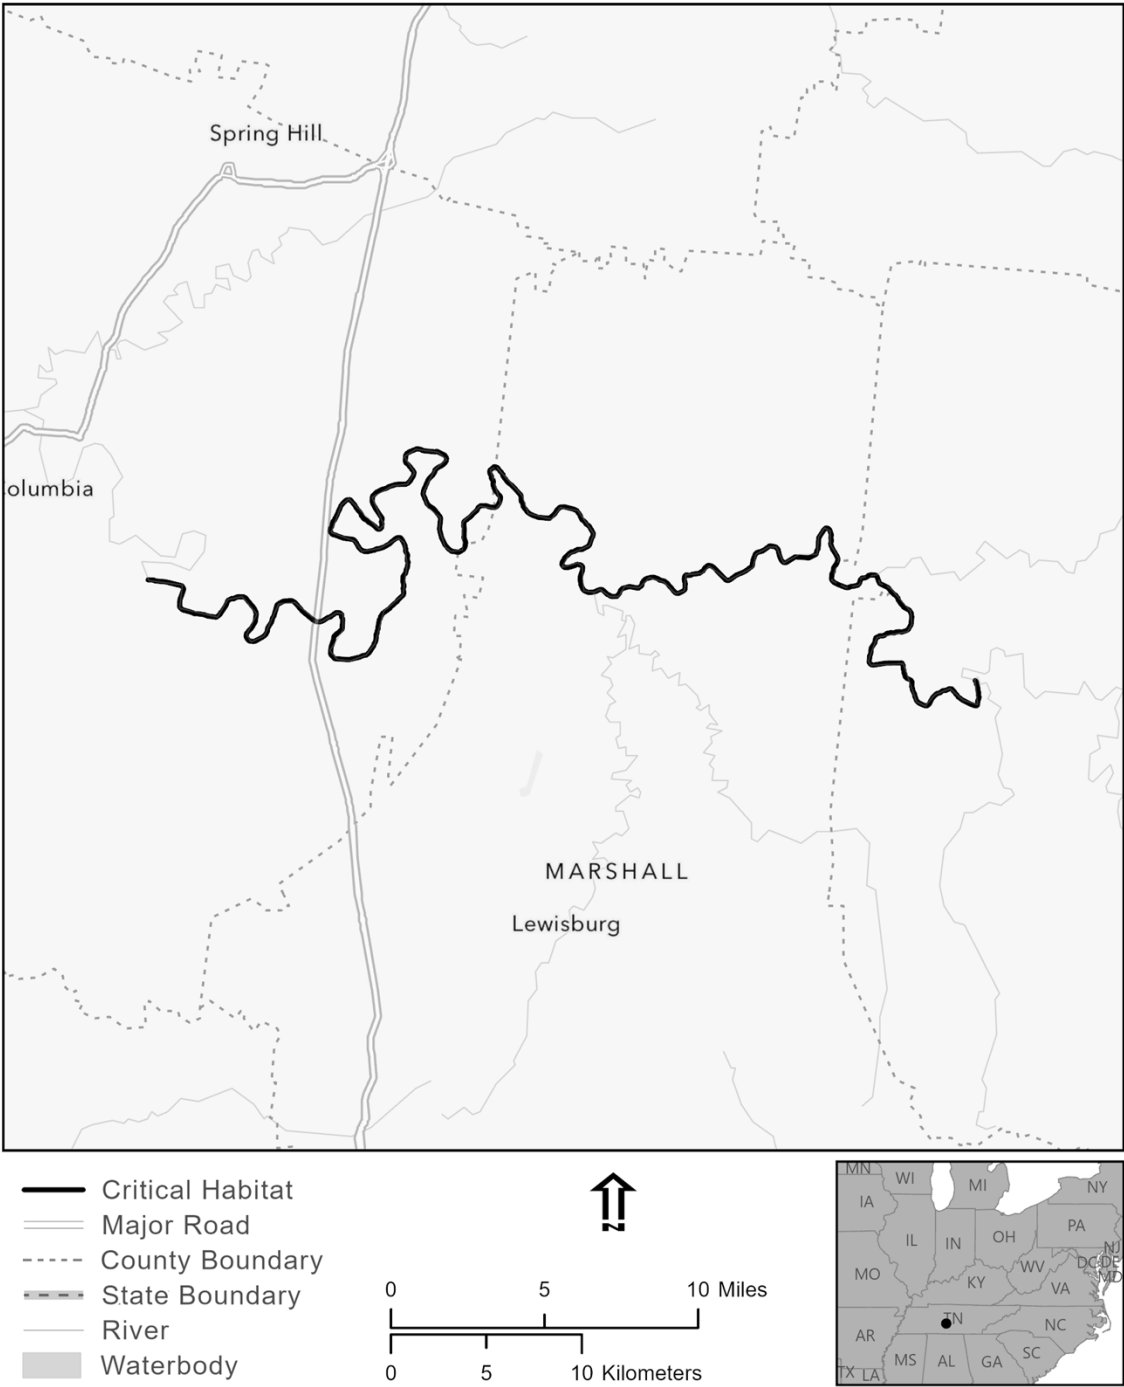 Spring Hill
olumbia
MARSHALL
Lewisburg
N
Critical Habitat
Major Road
County Boundary
State Boundary
River
Waterbody
0 5 10 Miles
0 5 10 Kilometers
MN
WI
MI
NY
IA
PA
IL
IN
OH
NJ
MO
WV
DC
DE
MD
KY
VA
TN
NC
AR
SC
MS
AL
GA
TX
LA